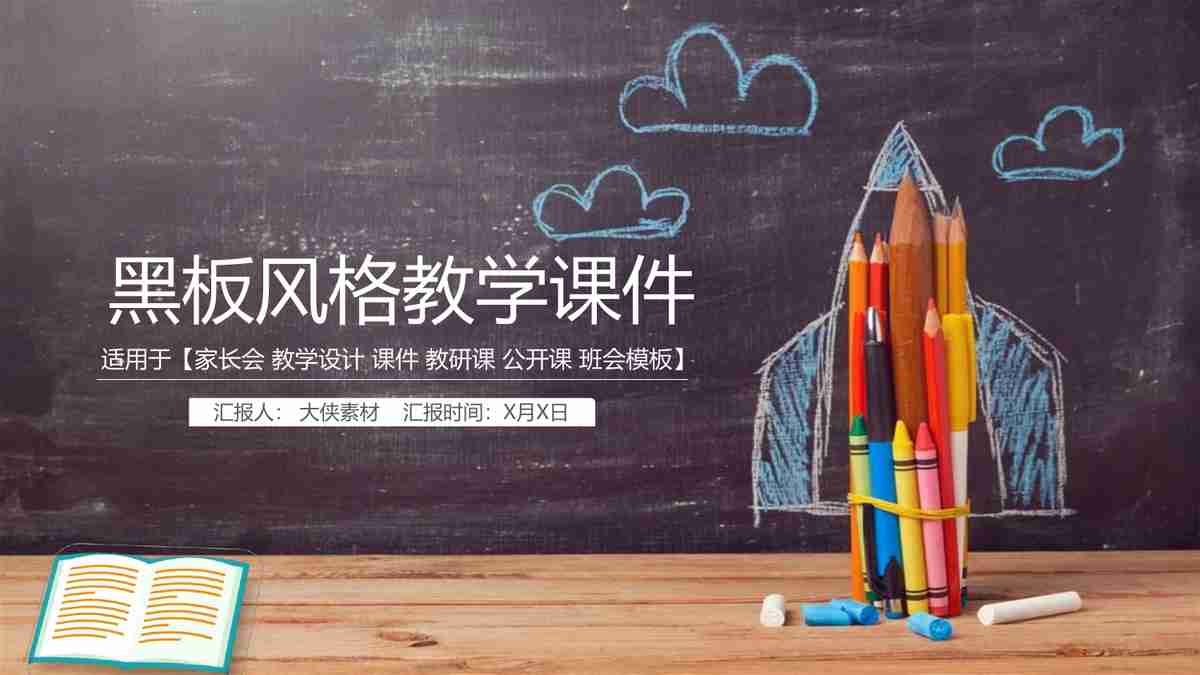 黑板风格教学课件
适用于【家长会 教学设计 课件 教研课 公开课 班会模板】
汇报人： 大侠素材 汇报时间：X月X日